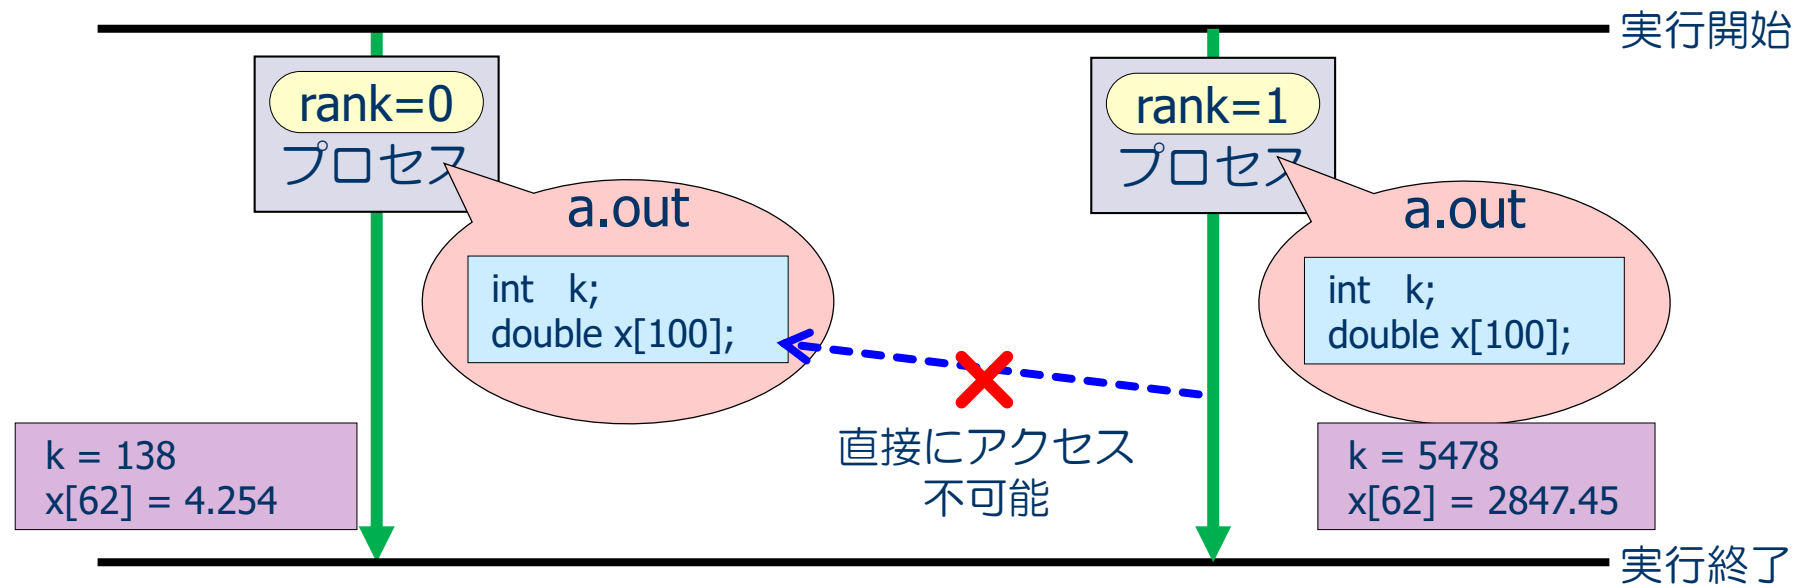 実行開始
rank=0
プロセス
a.out
int k;
double x[100];
k = 138
x[62] = 4.254
直接にアクセス
不可能
rank=1
プロセス
a.out
int k;
double x[100];
k = 5478
x[62] = 2847.45
実行終了